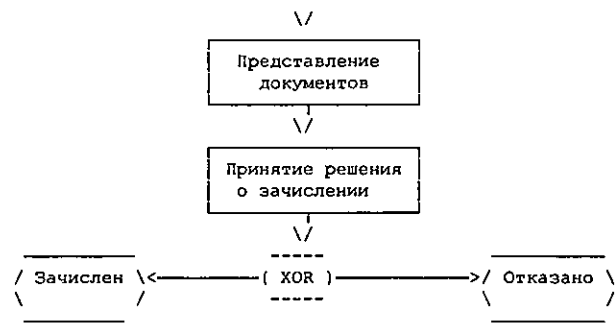 Представление
документов
Принятие решения
о зачислении
Зачислен
XOR
Отказано